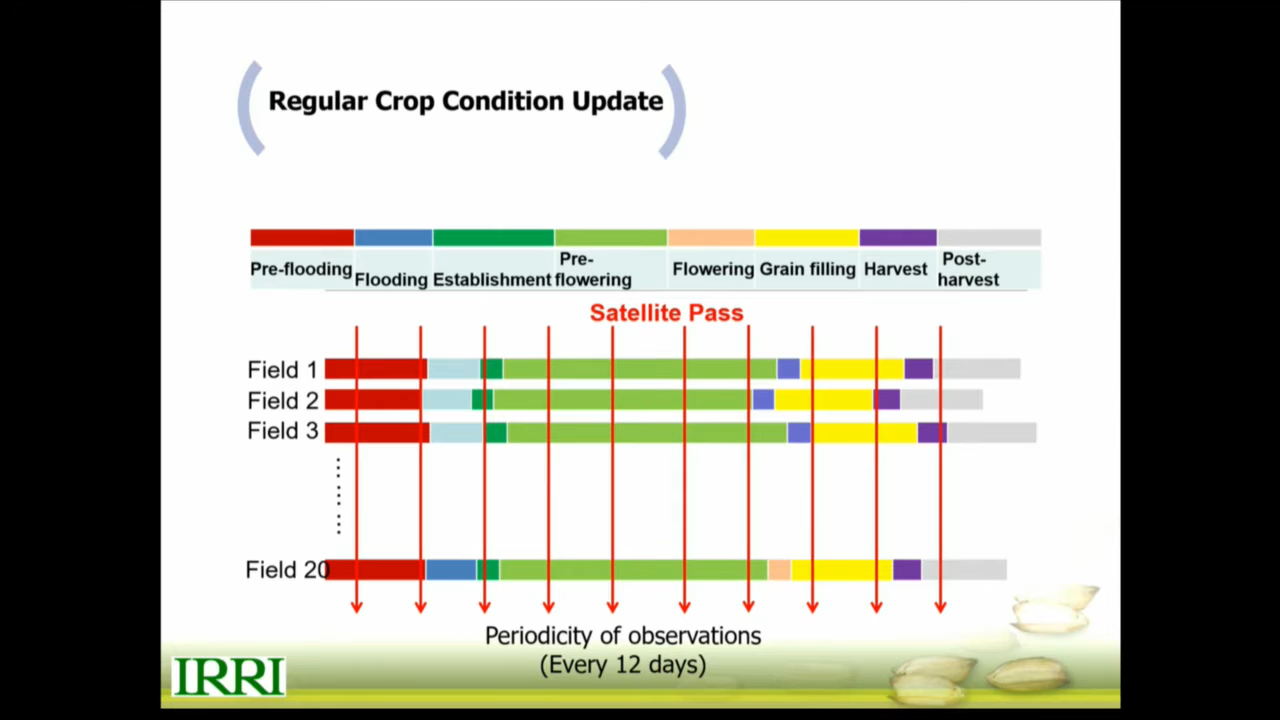 Regular Crop Condition Update
Pre-flooding
Flooding
Establishment
Pre-
flowering
Flowering
Grain filling
Harvest
Post-
harvest
Satellite Pass
Field 1
Field 2
Field 3
Field 20
Periodicity of observations
(Every 12 days)
IRRI